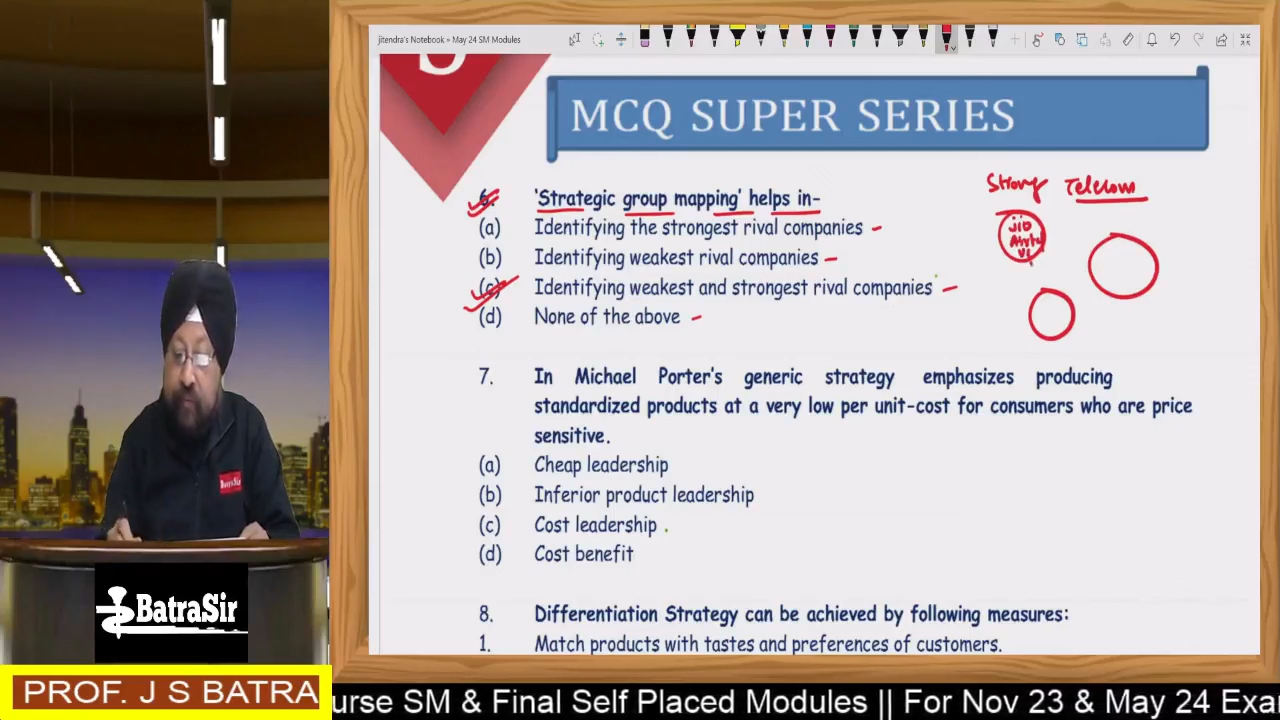 jitendra's Notebook » May 24 SM Modules
MCQ SUPER SERIES
Strong Telecom
6. 'Strategic group mapping' helps in-
(a) Identifying the strongest rival companies
(b) Identifying weakest rival companies
(c) Identifying weakest and strongest rival companies
(d) None of the above
Jio
Airtel
Vi
7. In Michael Porter's generic strategy emphasizes producing
standardized products at a very low per unit-cost for consumers who are price
sensitive.
(a) Cheap leadership
(b) Inferior product leadership
(c) Cost leadership
(d) Cost benefit
8. Differentiation Strategy can be achieved by following measures:
1. Match products with tastes and preferences of customers.
BatraSir
BatraSir
PROF. J S BATRA
urse SM & Final Self Placed Modules || For Nov 23 & May 24 Exa